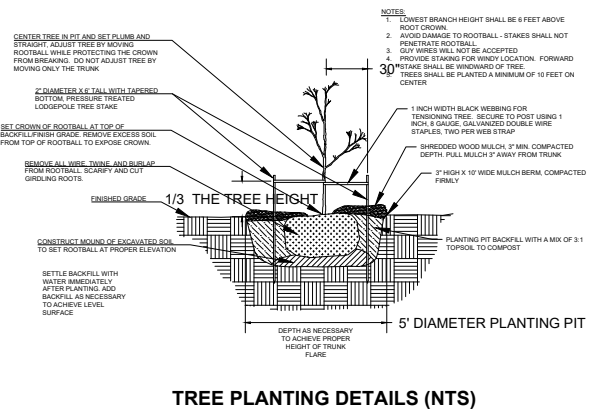 NOTES:
1. LOWEST BRANCH HEIGHT SHALL BE 6 FEET ABOVE
ROOT CROWN.
2. AVOID DAMAGE TO ROOTBALL - STAKES SHALL NOT
PENETRATE ROOTBALL.
3. GUY WIRES WILL NOT BE ACCEPTED
4. PROVIDE STAKING FOR WINDY LOCATION. FORWARD
STAKE SHALL BE WINDWARD OF TREE.
5. TREES SHALL BE PLANTED A MINIMUM OF 10 FEET ON
CENTER
CENTER TREE IN PIT AND SET PLUMB AND
STRAIGHT, ADJUST TREE BY MOVING
ROOTBALL WHILE PROTECTING THE CROWN
FROM BREAKING. DO NOT ADJUST TREE BY
MOVING ONLY THE TRUNK
30"
2" DIAMETER X 6' TALL WITH TAPERED
BOTTOM, PRESSURE TREATED
LODGEPOLE TREE STAKE
1 INCH WIDTH BLACK WEBBING FOR
TENSIONING TREE. SECURE TO POST USING 1
INCH, 8 GAUGE, GALVANIZED DOUBLE WIRE
STAPLES, TWO PER WEB STRAP
SET CROWN OF ROOTBALL AT TOP OF
BACKFILL/FINISH GRADE. REMOVE EXCESS SOIL
FROM TOP OF ROOTBALL TO EXPOSE CROWN.
SHREDDED WOOD MULCH, 3" MIN. COMPACTED
DEPTH. PULL MULCH 3" AWAY FROM TRUNK
REMOVE ALL WIRE, TWINE, AND BURLAP
FROM ROOTBALL. SCARIFY AND CUT
GIRDLING ROOTS.
3" HIGH X 10' WIDE MULCH BERM, COMPACTED
FIRMLY
1/3 THE TREE HEIGHT
FINISHED GRADE
CONSTRUCT MOUND OF EXCAVATED SOIL
TO SET ROOTBALL AT PROPER ELEVATION
PLANTING PIT BACKFILL WITH A MIX OF 3:1
TOPSOIL TO COMPOST
SETTLE BACKFILL WITH
WATER IMMEDIATELY
AFTER PLANTING. ADD
BACKFILL AS NECESSARY
TO ACHIEVE LEVEL
SURFACE
5' DIAMETER PLANTING PIT
DEPTH AS NECESSARY
TO ACHIEVE PROPER
HEIGHT OF TRUNK
FLARE
TREE PLANTING DETAILS (NTS)